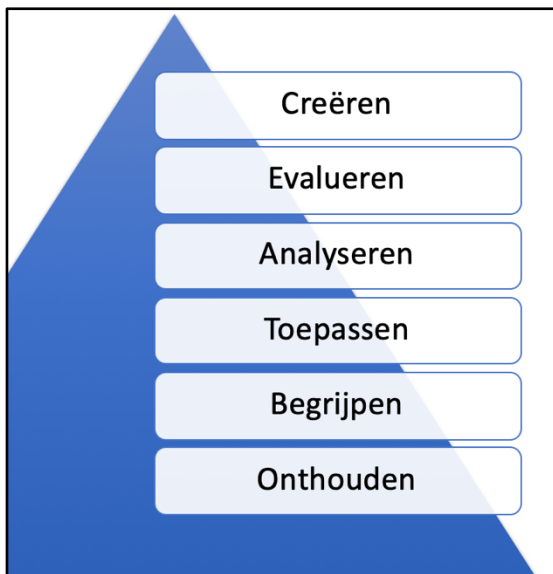 Creëren
Evalueren
Analyseren
Toepassen
Begrijpen
Onthouden